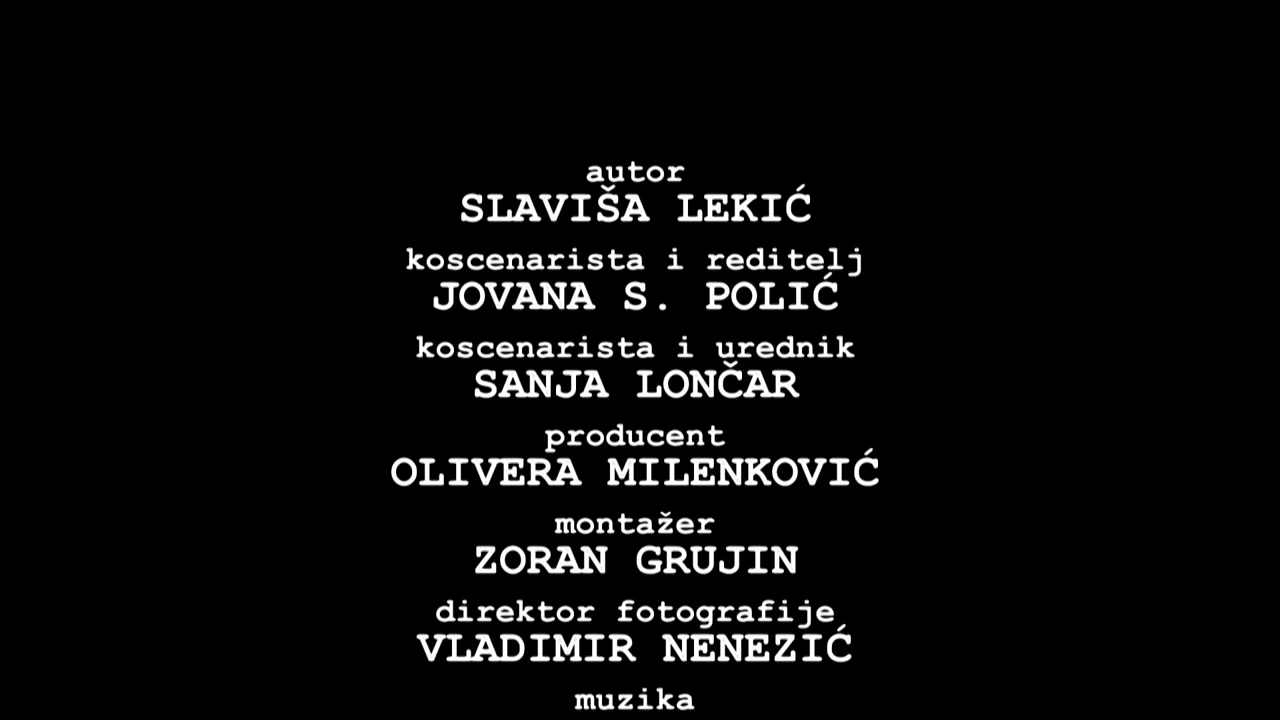 autor
SLAVIŠA LEKIĆ
koscenarista i reditelj
JOVANA S. POLIĆ
koscenarista i urednik
SANJA LONČAR
producent
OLIVERA MILENKOVIĆ
montažer
ZORAN GRUJIN
direktor fotografije
VLADIMIR NENEZIĆ
muzika